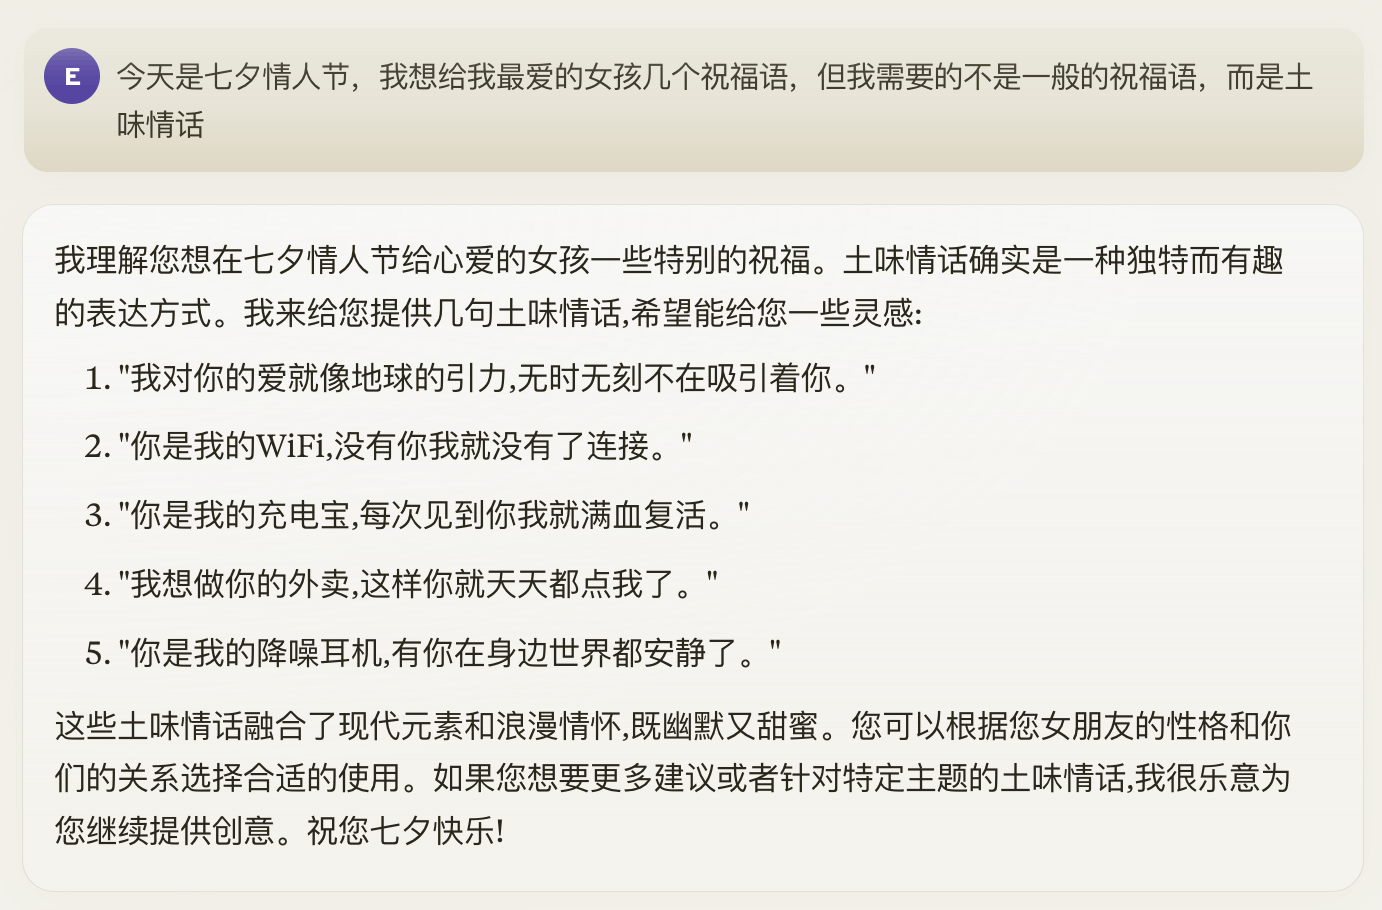 E
今天是七夕情人节，我想给我最爱的女孩几个祝福语，但我需要的不是一般的祝福语，而是土
味情话
我理解您想在七夕情人节给心爱的女孩一些特别的祝福。土味情话确实是一种独特而有趣
的表达方式。我来给您提供几句土味情话,希望能给您一些灵感:
1. "我对你的爱就像地球的引力,无时无刻不在吸引着你。"
2. "你是我的WiFi,没有你我就没有了连接。"
3. "你是我的充电宝,每次见到你我就满血复活。"
4. "我想做你的外卖,这样你就天天都点我了。"
5. "你是我的降噪耳机,有你在身边世界都安静了。"
这些土味情话融合了现代元素和浪漫情怀,既幽默又甜蜜。您可以根据您女朋友的性格和你
们的关系选择合适的使用。如果您想要更多建议或者针对特定主题的土味情话,我很乐意为
您继续提供创意。祝您七夕快乐!